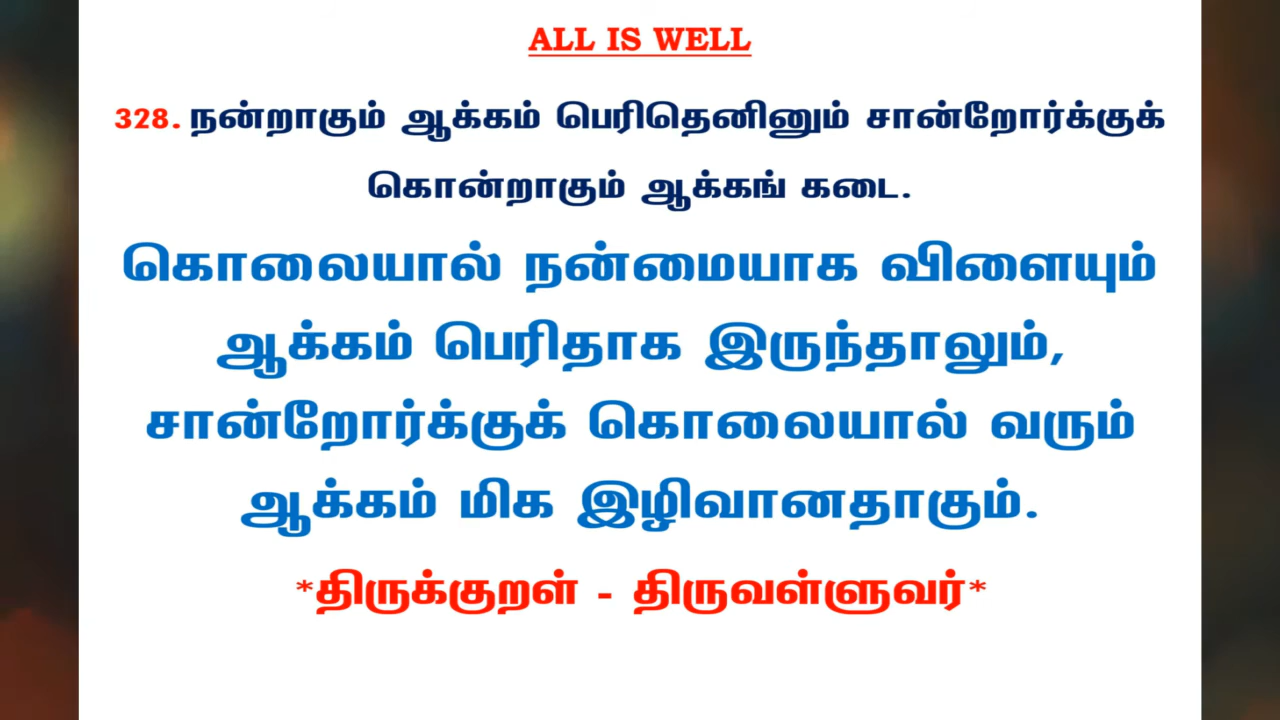 ALL IS WELL
328. நன்றாகும் ஆக்கம் பெரிதெனினும் சான்றோர்க்குக்
கொன்றாகும் ஆக்கங் கடை.
கொலையால் நன்மையாக விளையும்
ஆக்கம் பெரிதாக இருந்தாலும்,
சான்றோர்க்குக் கொலையால் வரும்
ஆக்கம் மிக இழிவானதாகும்.
*திருக்குறள் - திருவள்ளுவர்*